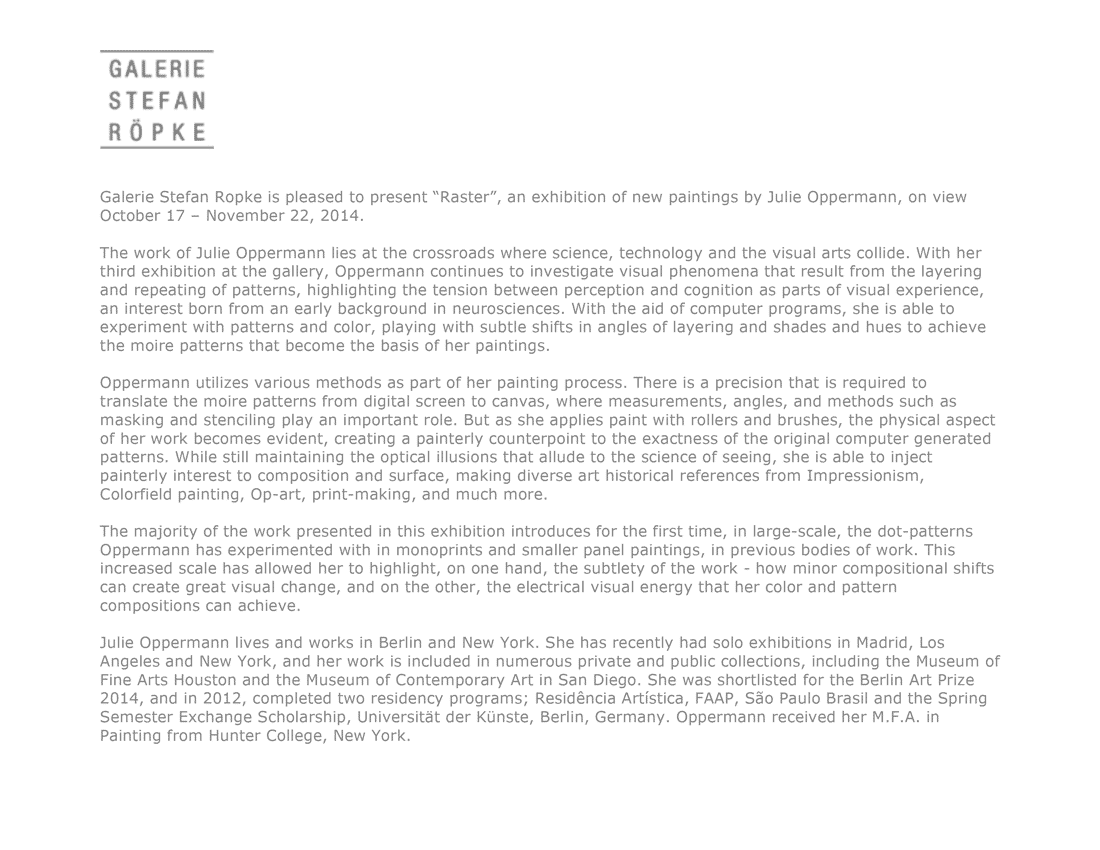 GALERIE
STEFAN
RÖPKE
Galerie Stefan Ropke is pleased to present “Raster”, an exhibition of new paintings by Julie Oppermann, on view
October 17 – November 22, 2014.
The work of Julie Oppermann lies at the crossroads where science, technology and the visual arts collide. With her
third exhibition at the gallery, Oppermann continues to investigate visual phenomena that result from the layering
and repeating of patterns, highlighting the tension between perception and cognition as parts of visual experience,
an interest born from an early background in neurosciences. With the aid of computer programs, she is able to
experiment with patterns and color, playing with subtle shifts in angles of layering and shades and hues to achieve
the moire patterns that become the basis of her paintings.
Oppermann utilizes various methods as part of her painting process. There is a precision that is required to
translate the moire patterns from digital screen to canvas, where measurements, angles, and methods such as
masking and stenciling play an important role. But as she applies paint with rollers and brushes, the physical aspect
of her work becomes evident, creating a painterly counterpoint to the exactness of the original computer generated
patterns. While still maintaining the optical illusions that allude to the science of seeing, she is able to inject
painterly interest to composition and surface, making diverse art historical references from Impressionism,
Colorfield painting, Op-art, print-making, and much more.
The majority of the work presented in this exhibition introduces for the first time, in large-scale, the dot-patterns
Oppermann has experimented with in monoprints and smaller panel paintings, in previous bodies of work. This
increased scale has allowed her to highlight, on one hand, the subtlety of the work - how minor compositional shifts
can create great visual change, and on the other, the electrical visual energy that her color and pattern
compositions can achieve.
Julie Oppermann lives and works in Berlin and New York. She has recently had solo exhibitions in Madrid, Los
Angeles and New York, and her work is included in numerous private and public collections, including the Museum of
Fine Arts Houston and the Museum of Contemporary Art in San Diego. She was shortlisted for the Berlin Art Prize
2014, and in 2012, completed two residency programs; Residência Artística, FAAP, São Paulo Brasil and the Spring
Semester Exchange Scholarship, Universität der Künste, Berlin, Germany. Oppermann received her M.F.A. in
Painting from Hunter College, New York.